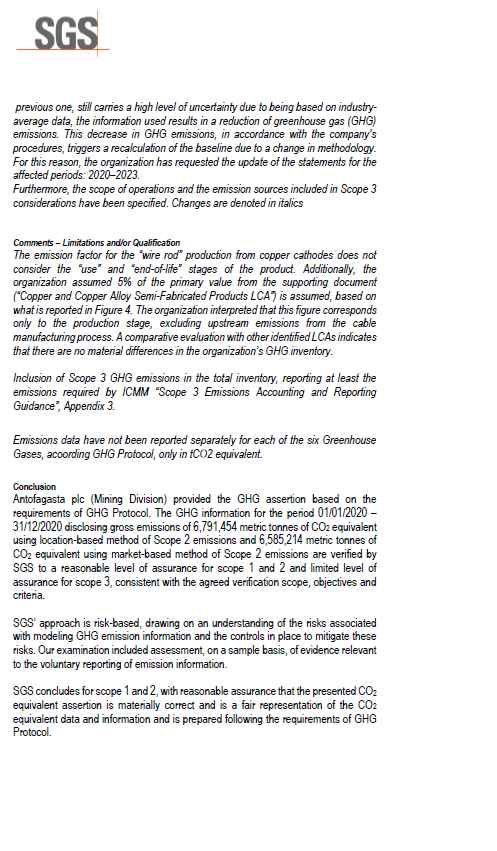 SGS
previous one, still carries a high level of uncertainty due to being based on industry-
average data, the information used results in a reduction of greenhouse gas (GHG)
emissions. This decrease in GHG emissions, in accordance with the company's
procedures, triggers a recalculation of the baseline due to a change in methodology.
For this reason, the organization has requested the update of the statements for the
affected periods: 2020–2023.
Furthermore, the scope of operations and the emission sources included in Scope 3
considerations have been specified. Changes are denoted in italics
Comments – Limitations and/or Qualification
The emission factor for the "wire rod" production from copper cathodes does not
consider the "use" and "end-of-life" stages of the product. Additionally, the
organization assumed 5% of the primary value from the supporting document
("Copper and Copper Alloy Semi-Fabricated Products LCA") is assumed, based on
what is reported in Figure 4. The organization interpreted that this figure corresponds
only to the production stage, excluding upstream emissions from the cable
manufacturing process. A comparative evaluation with other identified LCAs indicates
that there are no material differences in the organization's GHG inventory.
Inclusion of Scope 3 GHG emissions in the total inventory, reporting at least the
emissions required by ICMM "Scope 3 Emissions Accounting and Reporting
Guidance", Appendix 3.
Emissions data have not been reported separately for each of the six Greenhouse
Gases, acoording GHG Protocol, only in tCO2 equivalent.
Conclusion
Antofagasta plc (Mining Division) provided the GHG assertion based on the
requirements of GHG Protocol. The GHG information for the period 01/01/2020 –
31/12/2020 disclosing gross emissions of 6,791,454 metric tonnes of CO₂ equivalent
using location-based method of Scope 2 emissions and 6,585,214 metric tonnes of
CO₂ equivalent using market-based method of Scope 2 emissions are verified by
SGS to a reasonable level of assurance for scope 1 and 2 and limited level of
assurance for scope 3, consistent with the agreed verification scope, objectives and
criteria.
SGS' approach is risk-based, drawing on an understanding of the risks associated
with modeling GHG emission information and the controls in place to mitigate these
risks. Our examination included assessment, on a sample basis, of evidence relevant
to the voluntary reporting of emission information.
SGS concludes for scope 1 and 2, with reasonable assurance that the presented CO₂
equivalent assertion is materially correct and is a fair representation of the CO₂
equivalent data and information and is prepared following the requirements of GHG
Protocol.